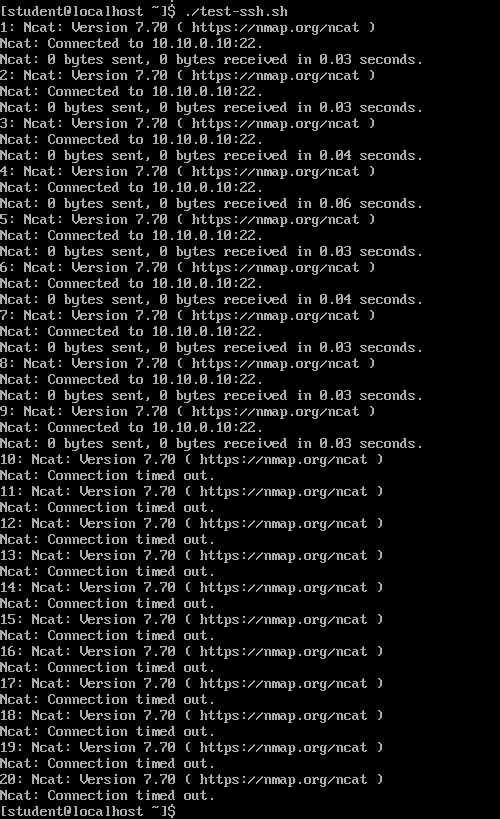 [student@localhost ~]$ ./test-ssh.sh
1: Ncat: Version 7.70 ( https://nmap.org/ncat )
Ncat: Connected to 10.10.0.10:22.
Ncat: 0 bytes sent, 0 bytes received in 0.03 seconds.
2: Ncat: Version 7.70 ( https://nmap.org/ncat )
Ncat: Connected to 10.10.0.10:22.
Ncat: 0 bytes sent, 0 bytes received in 0.03 seconds.
3: Ncat: Version 7.70 ( https://nmap.org/ncat )
Ncat: Connected to 10.10.0.10:22.
Ncat: 0 bytes sent, 0 bytes received in 0.04 seconds.
4: Ncat: Version 7.70 ( https://nmap.org/ncat )
Ncat: Connected to 10.10.0.10:22.
Ncat: 0 bytes sent, 0 bytes received in 0.06 seconds.
5: Ncat: Version 7.70 ( https://nmap.org/ncat )
Ncat: Connected to 10.10.0.10:22.
Ncat: 0 bytes sent, 0 bytes received in 0.03 seconds.
6: Ncat: Version 7.70 ( https://nmap.org/ncat )
Ncat: Connected to 10.10.0.10:22.
Ncat: 0 bytes sent, 0 bytes received in 0.04 seconds.
7: Ncat: Version 7.70 ( https://nmap.org/ncat )
Ncat: Connected to 10.10.0.10:22.
Ncat: 0 bytes sent, 0 bytes received in 0.03 seconds.
8: Ncat: Version 7.70 ( https://nmap.org/ncat )
Ncat: Connected to 10.10.0.10:22.
Ncat: 0 bytes sent, 0 bytes received in 0.03 seconds.
9: Ncat: Version 7.70 ( https://nmap.org/ncat )
Ncat: Connected to 10.10.0.10:22.
Ncat: 0 bytes sent, 0 bytes received in 0.03 seconds.
10: Ncat: Version 7.70 ( https://nmap.org/ncat )
Ncat: Connection timed out.
11: Ncat: Version 7.70 ( https://nmap.org/ncat )
Ncat: Connection timed out.
12: Ncat: Version 7.70 ( https://nmap.org/ncat )
Ncat: Connection timed out.
13: Ncat: Version 7.70 ( https://nmap.org/ncat )
Ncat: Connection timed out.
14: Ncat: Version 7.70 ( https://nmap.org/ncat )
Ncat: Connection timed out.
15: Ncat: Version 7.70 ( https://nmap.org/ncat )
Ncat: Connection timed out.
16: Ncat: Version 7.70 ( https://nmap.org/ncat )
Ncat: Connection timed out.
17: Ncat: Version 7.70 ( https://nmap.org/ncat )
Ncat: Connection timed out.
18: Ncat: Version 7.70 ( https://nmap.org/ncat )
Ncat: Connection timed out.
19: Ncat: Version 7.70 ( https://nmap.org/ncat )
Ncat: Connection timed out.
20: Ncat: Version 7.70 ( https://nmap.org/ncat )
Ncat: Connection timed out.
[student@localhost ~]$